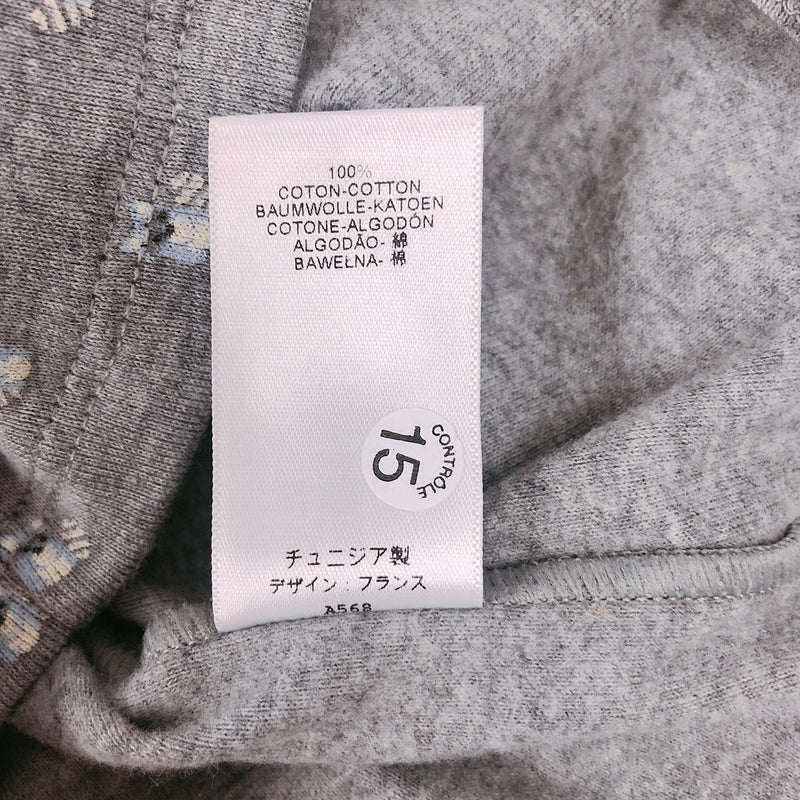 100%
COTON-COTTON
BAUMWOLLE-KATOEN
COTONE-ALGODÓN
ALGODÃO- 綿
BAWEŁNA- 棉
CONTRÔLE
15
チュニジア製
デザイン : フランス
A568